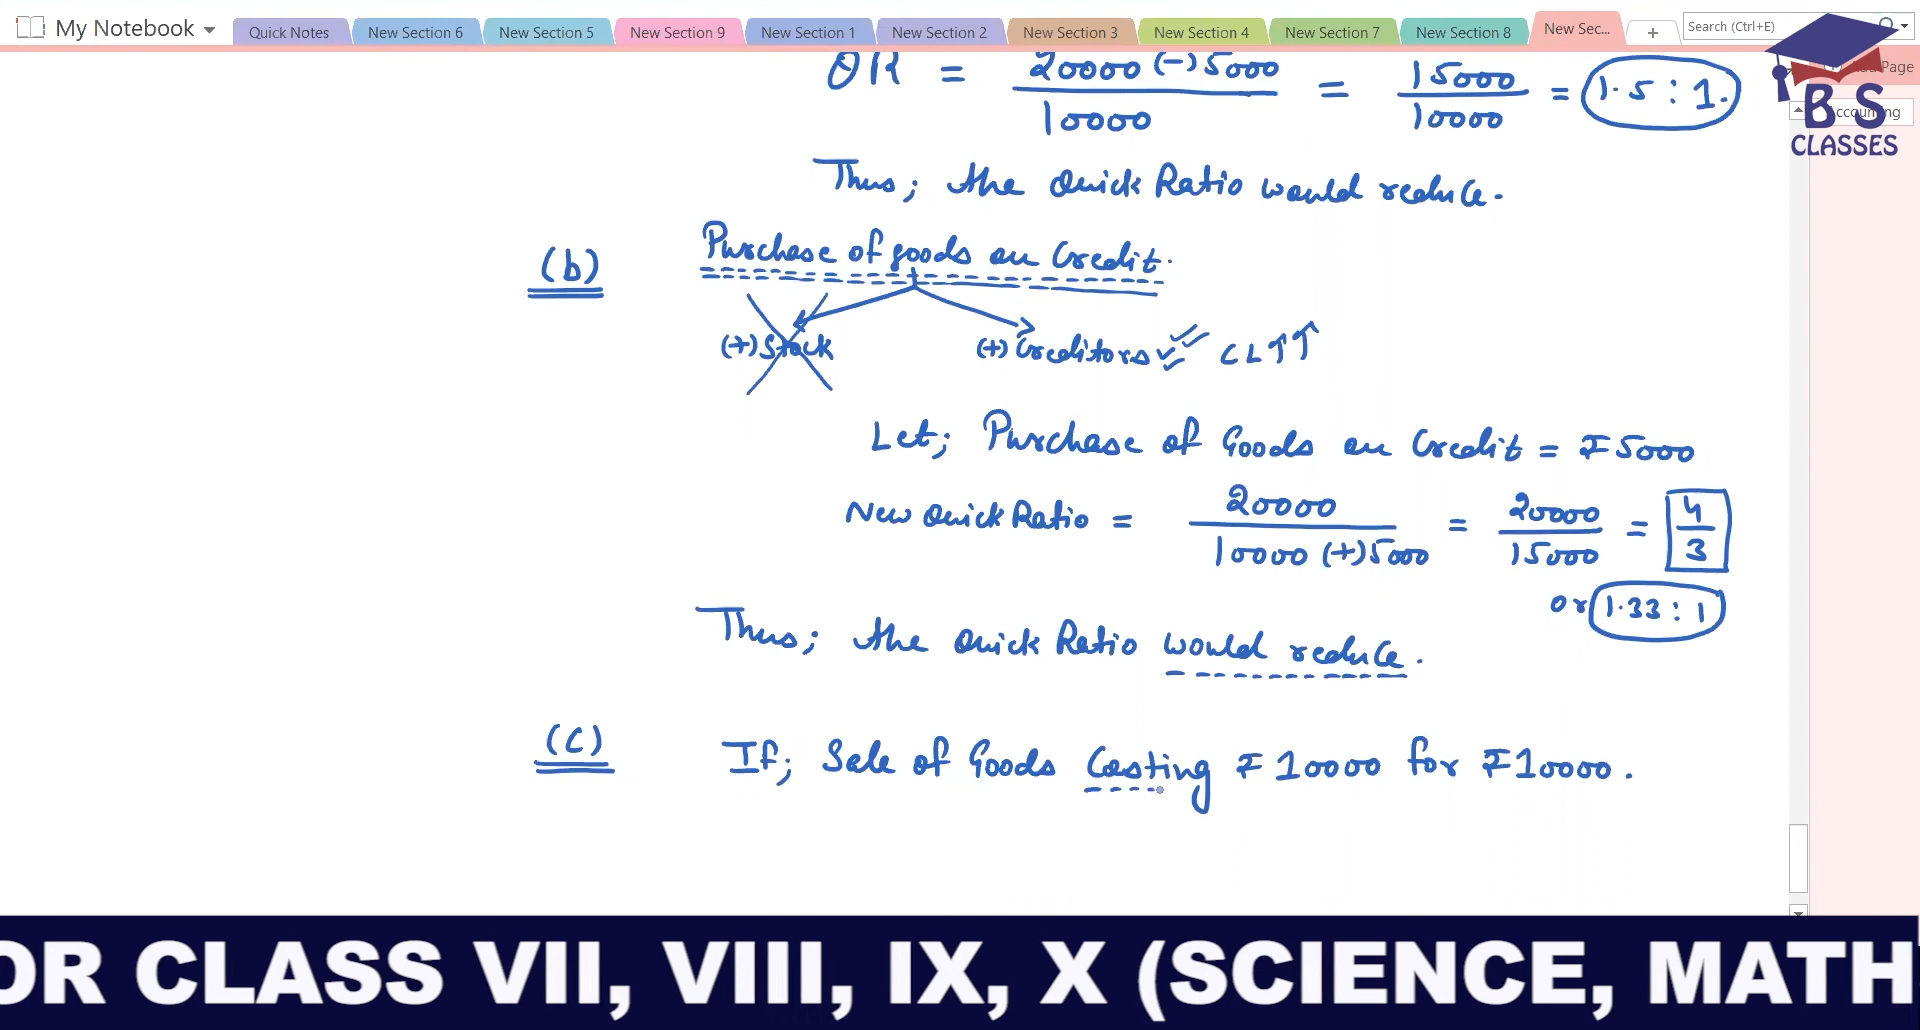 My Notebook
Quick Notes
New Section 6
New Section 5
New Section 9
New Section 1
New Section 2
New Section 3
New Section 4
New Section 7
New Section 8
New Sec...
Search (Ctrl+E)
Page
BS
CLASSES
QR = 20000 (-) 5000 / 10000 = 15000 / 10000 = 1.5 : 1.
Thus; the Quick Ratio would reduce.
(b) Purchase of goods on Credit.
(+) Stock (+) Creditors ✓✓ CL↑↑
Let; Purchase of Goods on Credit = ₹5000
New Quick Ratio = 20000 / 10000 (+) 5000 = 20000 / 15000 = 4 / 3
or 1.33 : 1
Thus; the Quick Ratio would reduce.
(c) If; Sale of Goods Costing ₹10000 for ₹10000.
OR CLASS VII, VIII, IX, X (SCIENCE, MATH